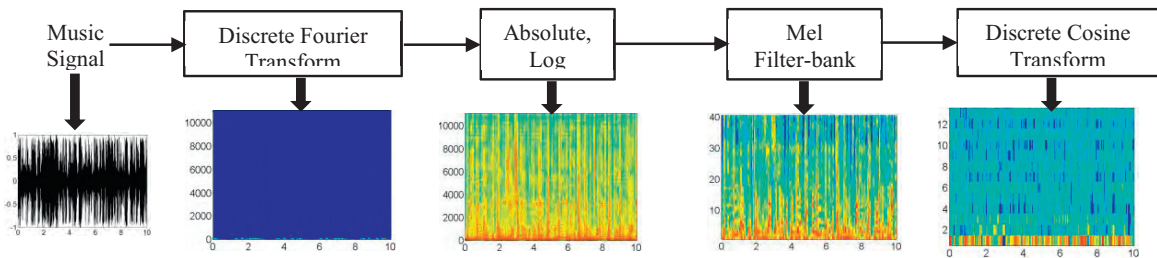 Music
Signal
Discrete Fourier
Transform
Absolute,
Log
Mel
Filter-bank
Discrete Cosine
Transform
1
0.5
0
-0.5
-1
0 2 4 6 8 10
10000
8000
6000
4000
2000
0
0 2 4 6 8 10
10000
8000
6000
4000
2000
0
0 2 4 6 8 10
40
30
20
10
0 2 4 6 8 10
12
10
8
6
4
2
0 2 4 6 8 10